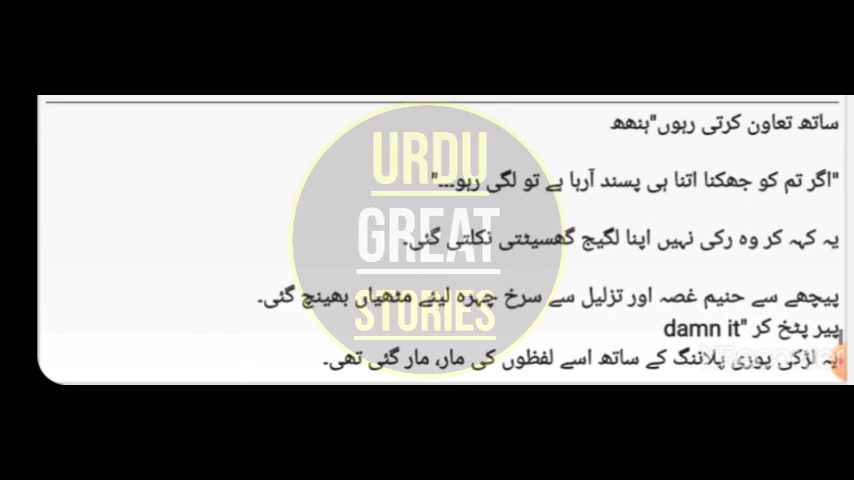 ساتھ تعاون کرتی رہوں"ہنھھ
"اگر تم کو جھکنا اتنا ہی پسند آرہا ہے تو لگی رہو۔۔۔"
یہ کہہ کر وہ رکی نہیں اپنا لگیج گھسیٹتی نکلتی گئی۔
پیچھے سے حنیم غصہ اور تزلیل سے سرخ چہرہ لیئے مٹھیاں بھینچ گئی۔
پیر پٹخ کر "damn it
یہ لڑکی پوری پلاننگ کے ساتھ اسے لفظوں کی مار، مار گئی تھی۔
URDU
GREAT
STORIES